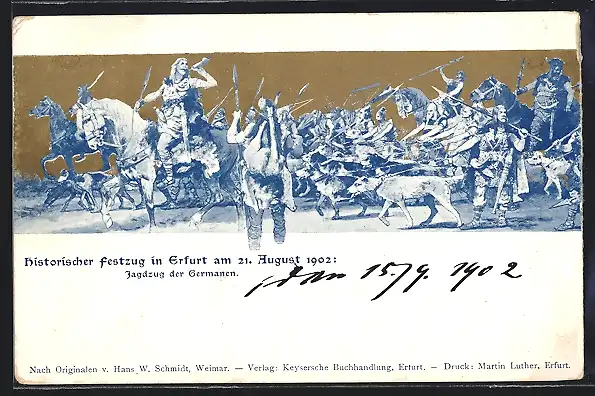 Historischer Festzug in Erfurt am 21. August 1902:
Jagdzug der Germanen.
15./9. 1902
Nach Originalen v. Hans W. Schmidt, Weimar. — Verlag: Keysersche Buchhandlung, Erfurt. — Druck: Martin Luther, Erfurt.